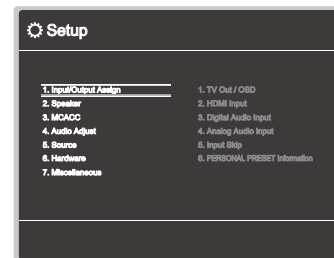 Setup
1. Input/Output Assign
2. Speaker
3. MCACC
4. Audio Adjust
5. Source
6. Hardware
7. Miscellaneous
1. TV Out / OSD
2. HDMI Input
3. Digital Audio Input
4. Analog Audio Input
5. Input Skip
6. PERSONAL PRESET Information